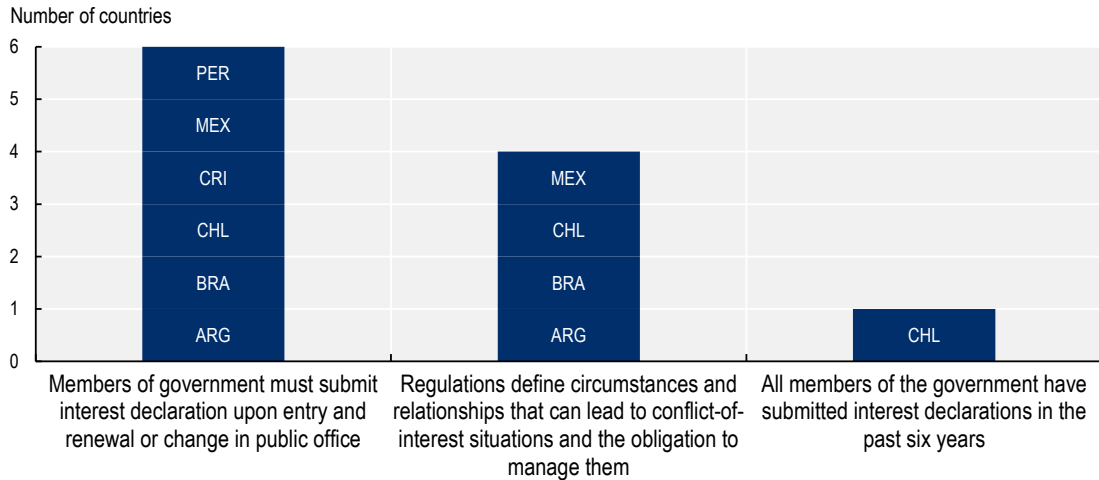 Number of countries
6
5
4
3
2
1
0
PER
MEX
CRI
CHL
BRA
ARG
MEX
CHL
BRA
ARG
CHL
Members of government must submit
interest declaration upon entry and
renewal or change in public office
Regulations define circumstances and
relationships that can lead to conflict-of-
interest situations and the obligation to
manage them
All members of the government have
submitted interest declarations in the
past six years